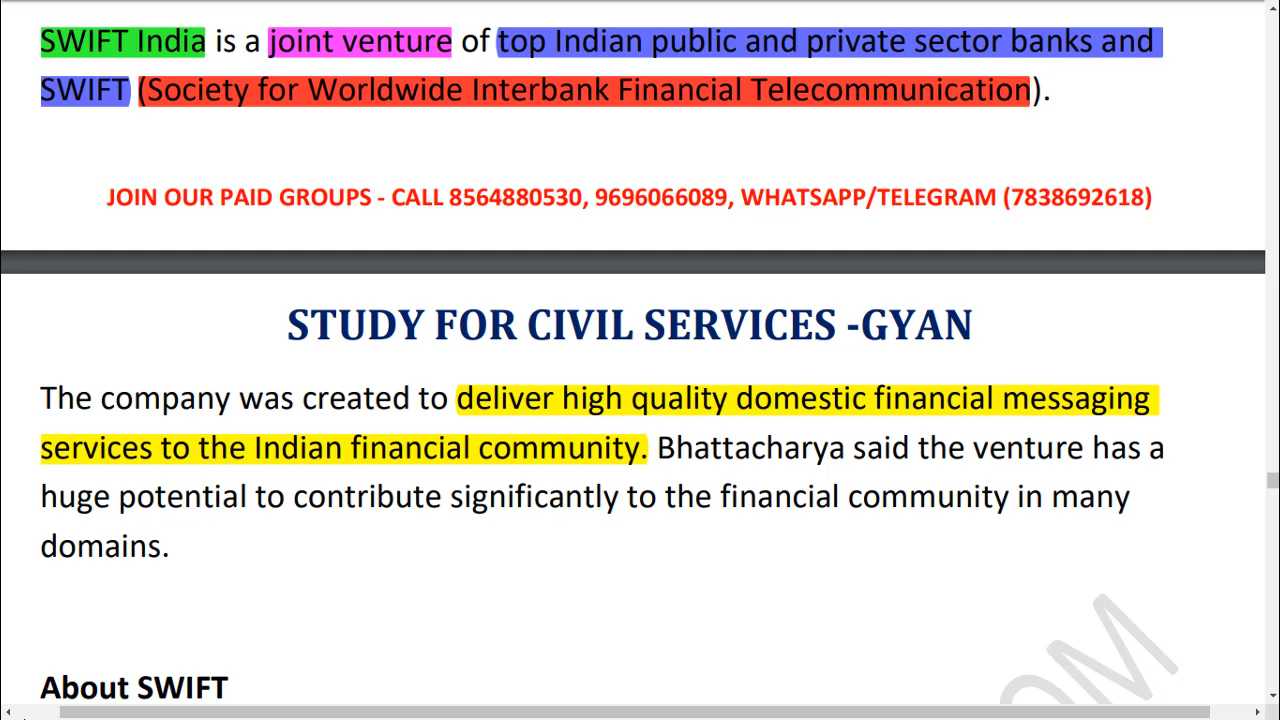 SWIFT India is a joint venture of top Indian public and private sector banks and
SWIFT (Society for Worldwide Interbank Financial Telecommunication).
JOIN OUR PAID GROUPS - CALL 8564880530, 9696066089, WHATSAPP/TELEGRAM (7838692618)
STUDY FOR CIVIL SERVICES -GYAN
The company was created to deliver high quality domestic financial messaging
services to the Indian financial community. Bhattacharya said the venture has a
huge potential to contribute significantly to the financial community in many
domains.
About SWIFT